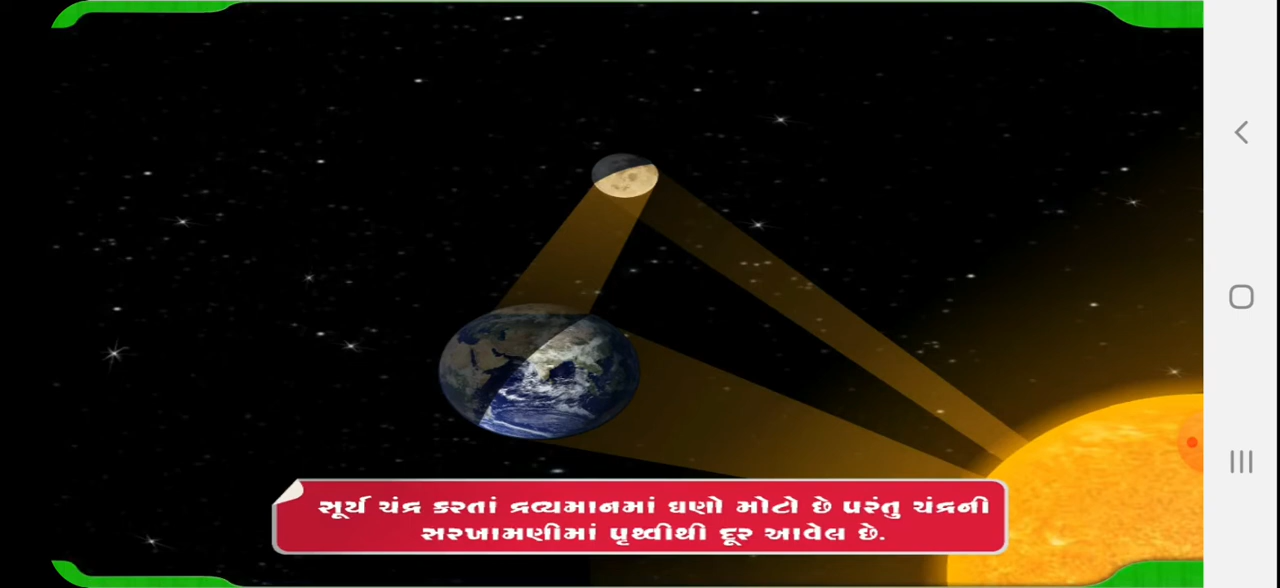 સૂર્ય ચંદ્ર કરતાં દ્રવ્યમાનમાં ઘણો મોટો છે પરંતુ ચંદ્રની
સરખામણીમાં પૃથ્વીથી દૂર આવેલ છે.